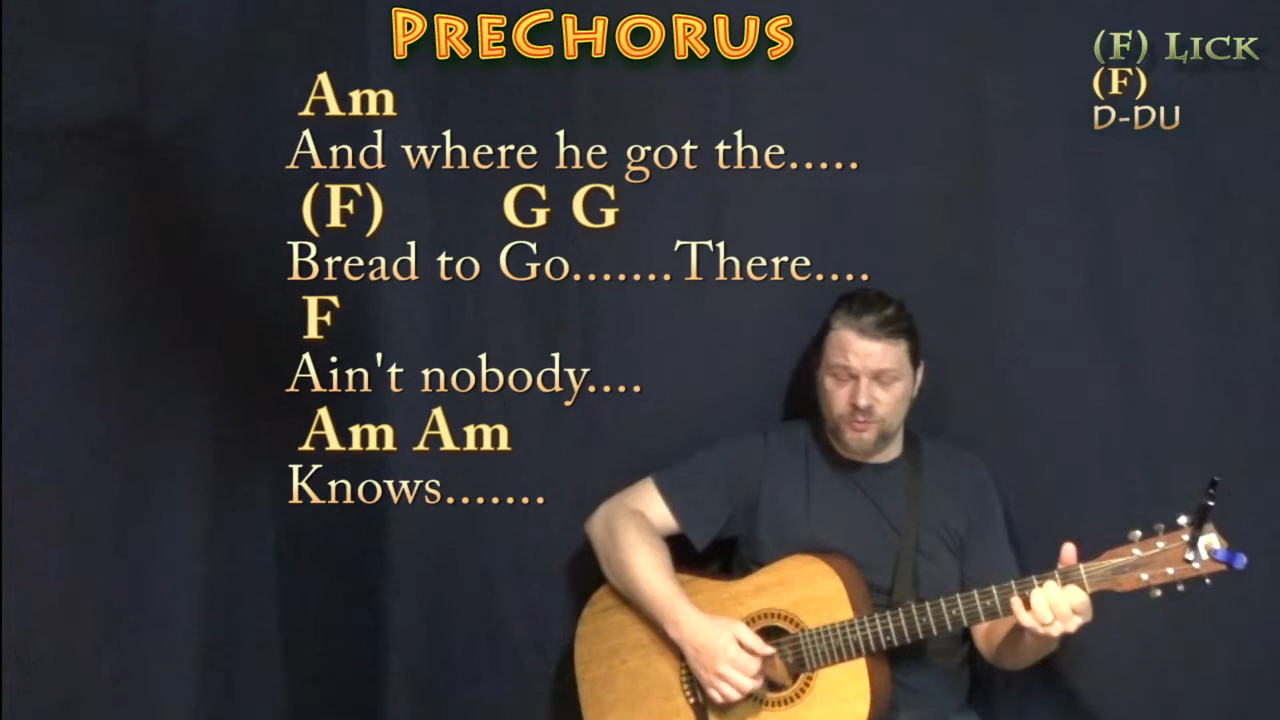 PreChorus
Am
And where he got the.....
(F) G G
Bread to Go.......There....
F
Ain't nobody....
Am Am
Knows.......
(F) Lick
(F)
D-DU